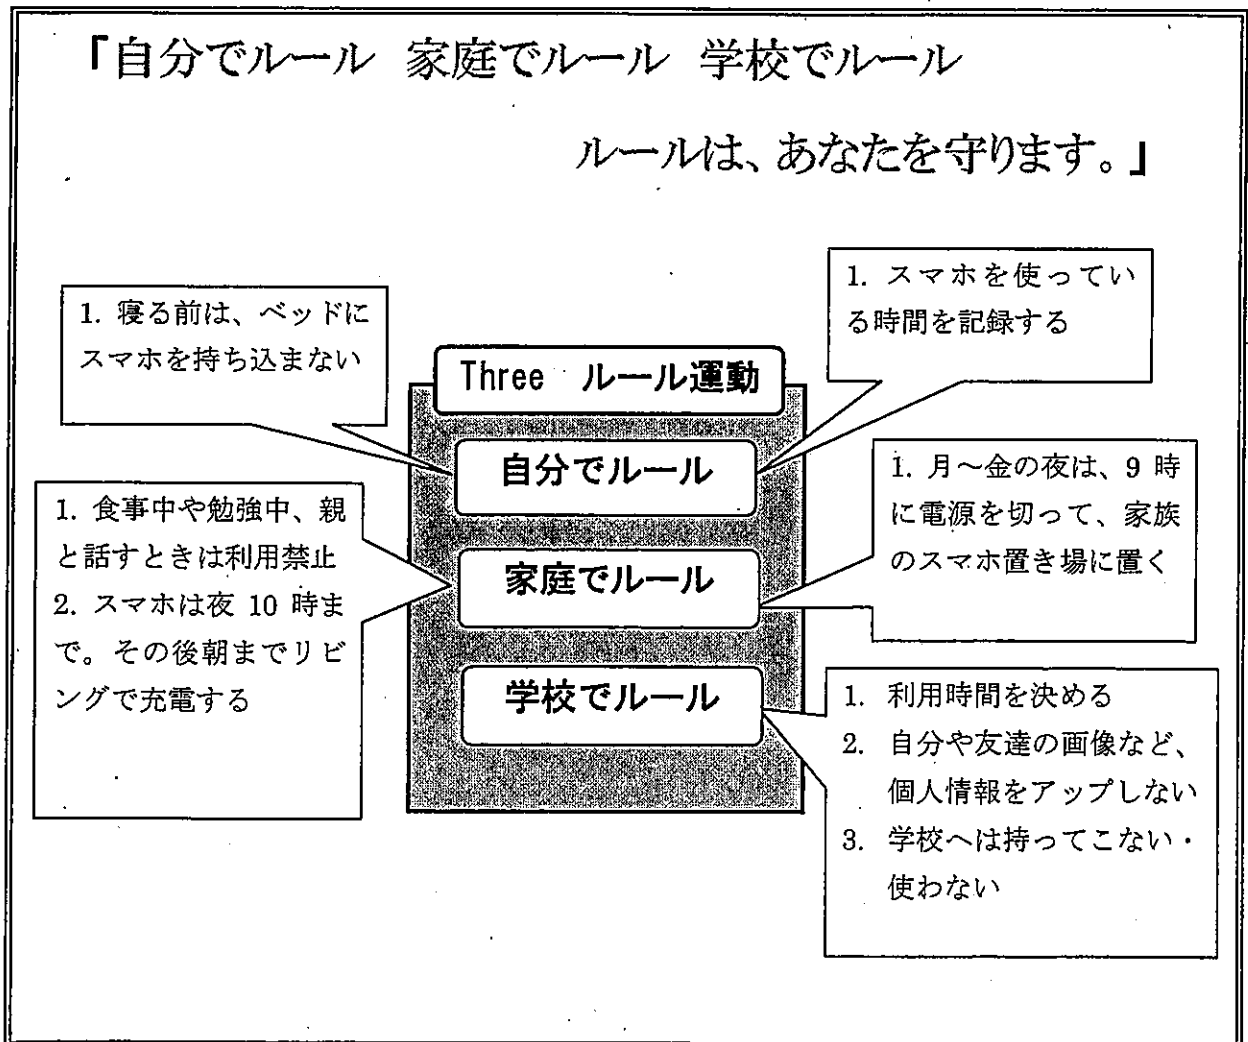 「自分でルール 家庭でルール 学校でルール
ルールは、あなたを守ります。」
1. 寝る前は、ベッドに
スマホを持ち込まない
1. スマホを使ってい
る時間を記録する
Three ルール運動
自分でルール
1. 食事中や勉強中、親
と話すときは利用禁止
2. スマホは夜 10 時ま
で。その後朝までリビ
ングで充電する
1. 月～金の夜は、9 時
に電源を切って、家族
のスマホ置き場に置く
家庭でルール
学校でルール
1. 利用時間を決める
2. 自分や友達の画像など、
個人情報をアップしない
3. 学校へは持ってこない・
使わない